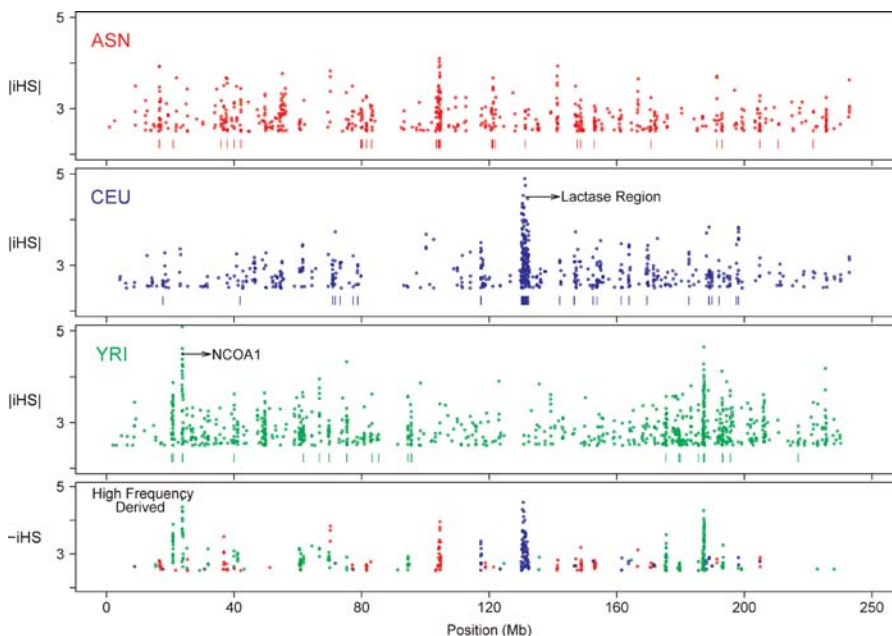 5
ASN
|iHS|
3
5
CEU
Lactase Region
|iHS|
3
5
YRI
NCOA1
|iHS|
3
5
High Frequency
Derived
-iHS
3
0 40 80 120 160 200 250
Position (Mb)